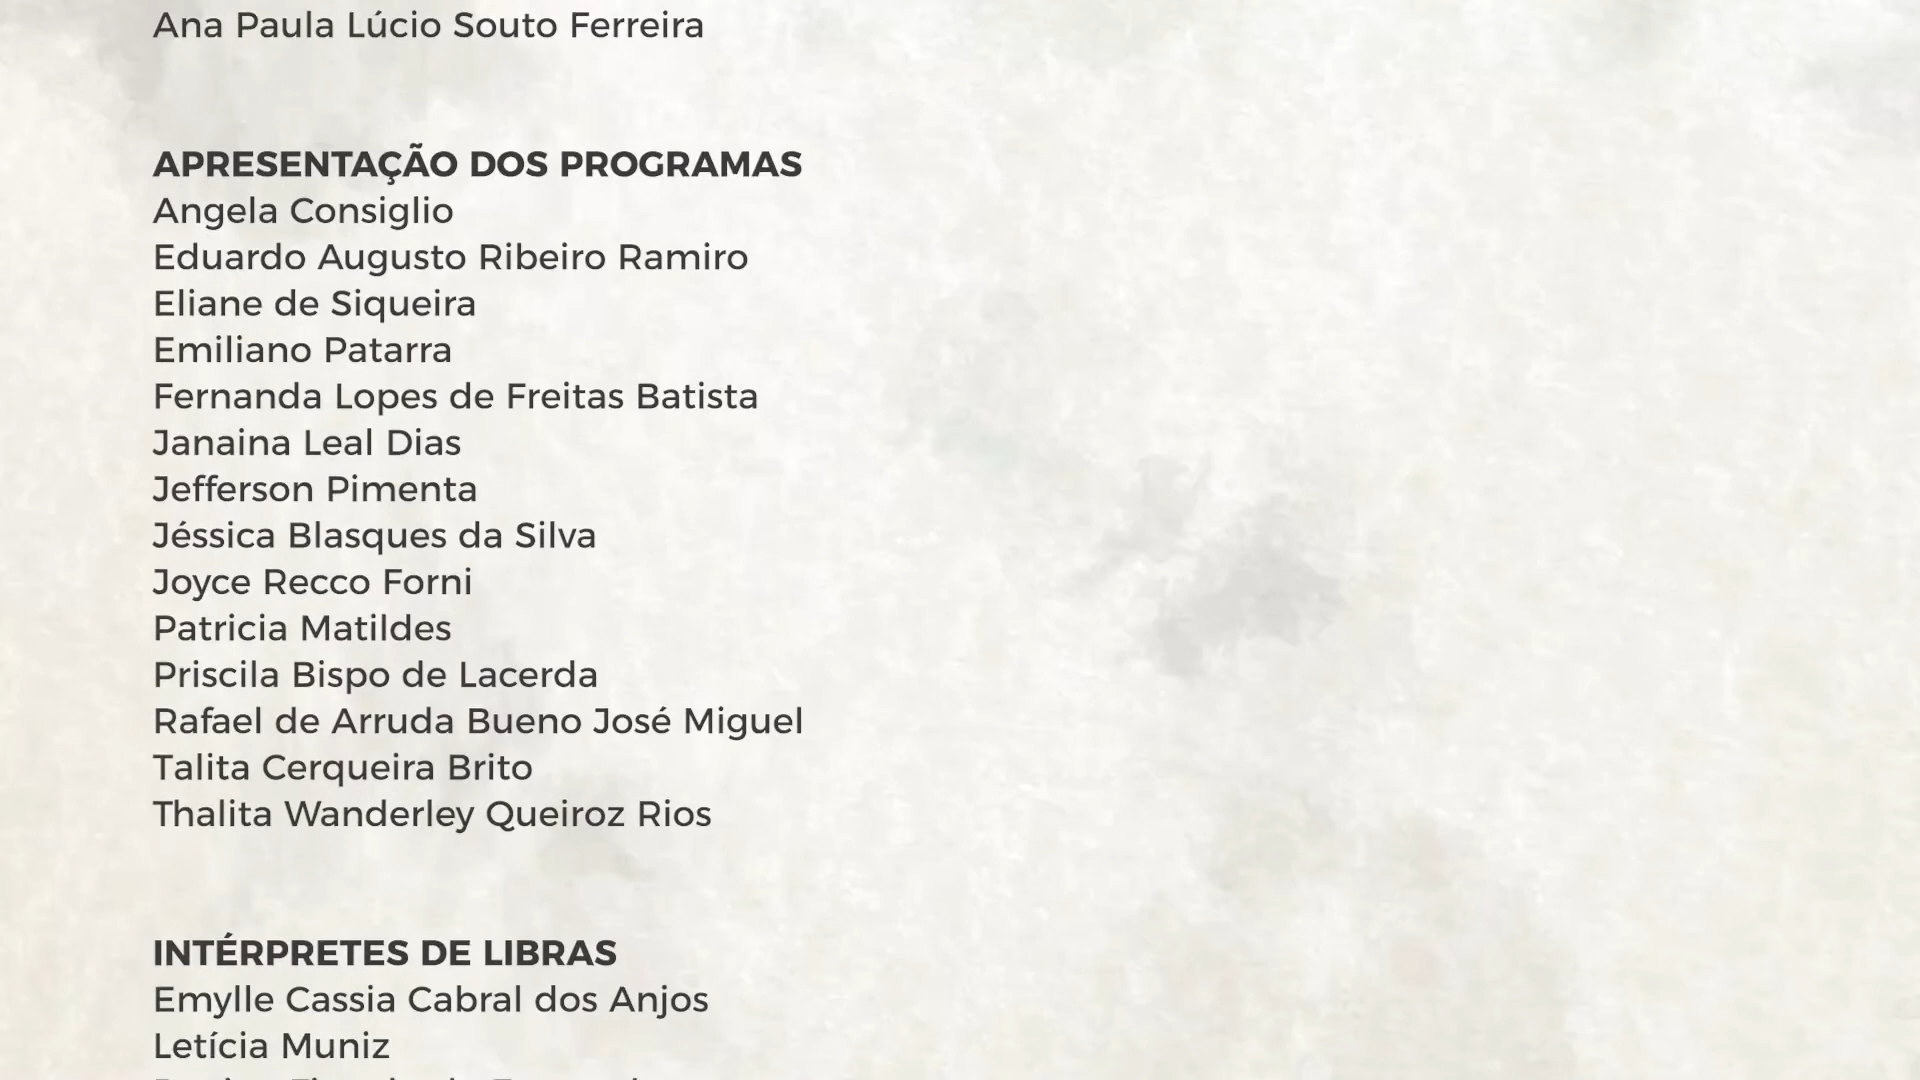 Ana Paula Lúcio Souto Ferreira
APRESENTAÇÃO DOS PROGRAMAS
Angela Consiglio
Eduardo Augusto Ribeiro Ramiro
Eliane de Siqueira
Emiliano Patarra
Fernanda Lopes de Freitas Batista
Janaina Leal Dias
Jefferson Pimenta
Jéssica Blasques da Silva
Joyce Recco Forni
Patricia Matildes
Priscila Bispo de Lacerda
Rafael de Arruda Bueno José Miguel
Talita Cerqueira Brito
Thalita Wanderley Queiroz Rios
INTÉRPRETES DE LIBRAS
Emylle Cassia Cabral dos Anjos
Letícia Muniz